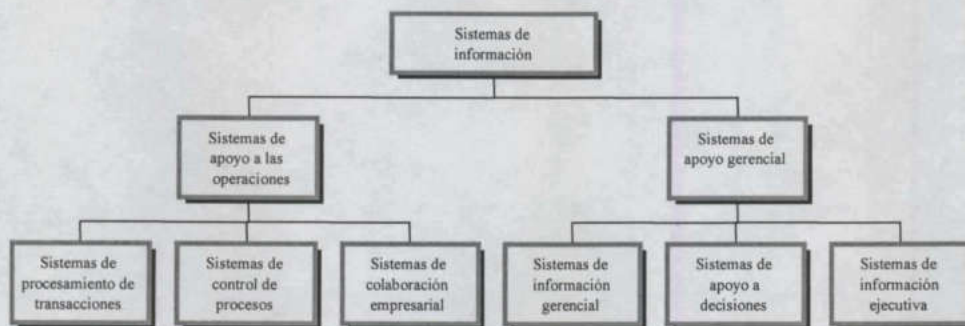 Sistemas de
información
Sistemas de
apoyo a las
operaciones
Sistemas de
apoyo gerencial
Sistemas de
procesamiento de
transacciones
Sistemas de
control de
procesos
Sistemas de
colaboración
empresarial
Sistemas de
información
gerencial
Sistemas de
apoyo a
decisiones
Sistemas de
información
ejecutiva